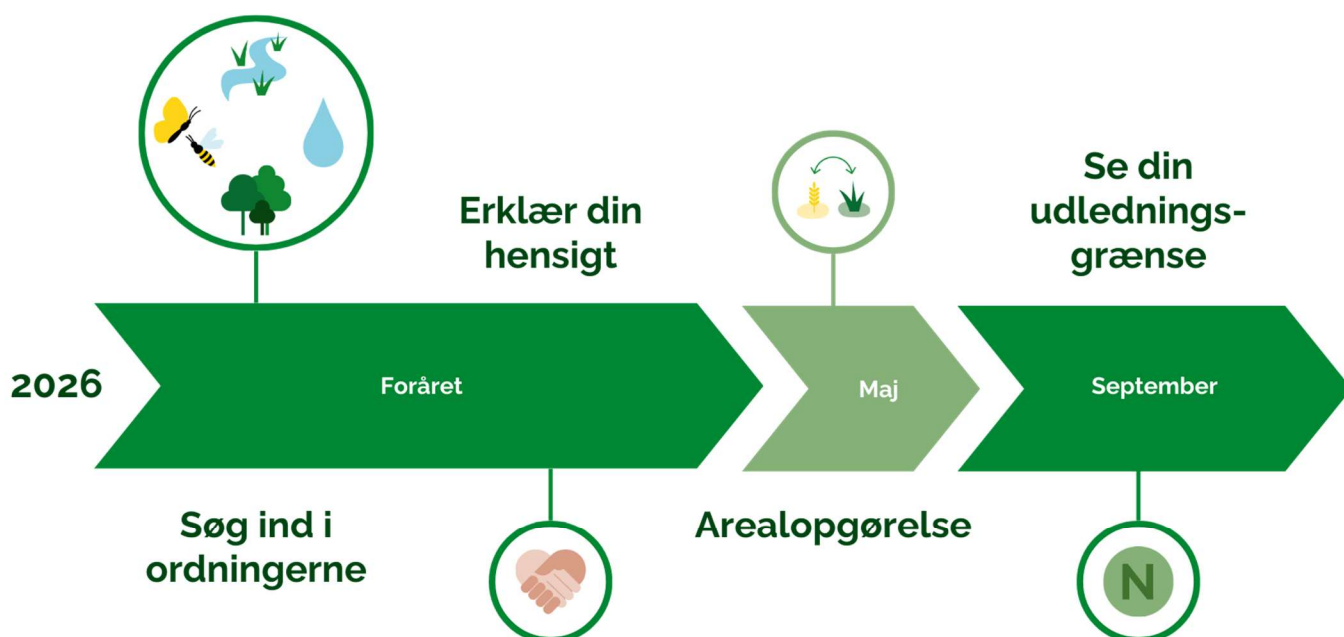 Erklær din
hensigt
Se din
udlednings-
grænse
2026
Foråret
Maj
September
Søg ind i
ordningerne
Arealopgørelse
N